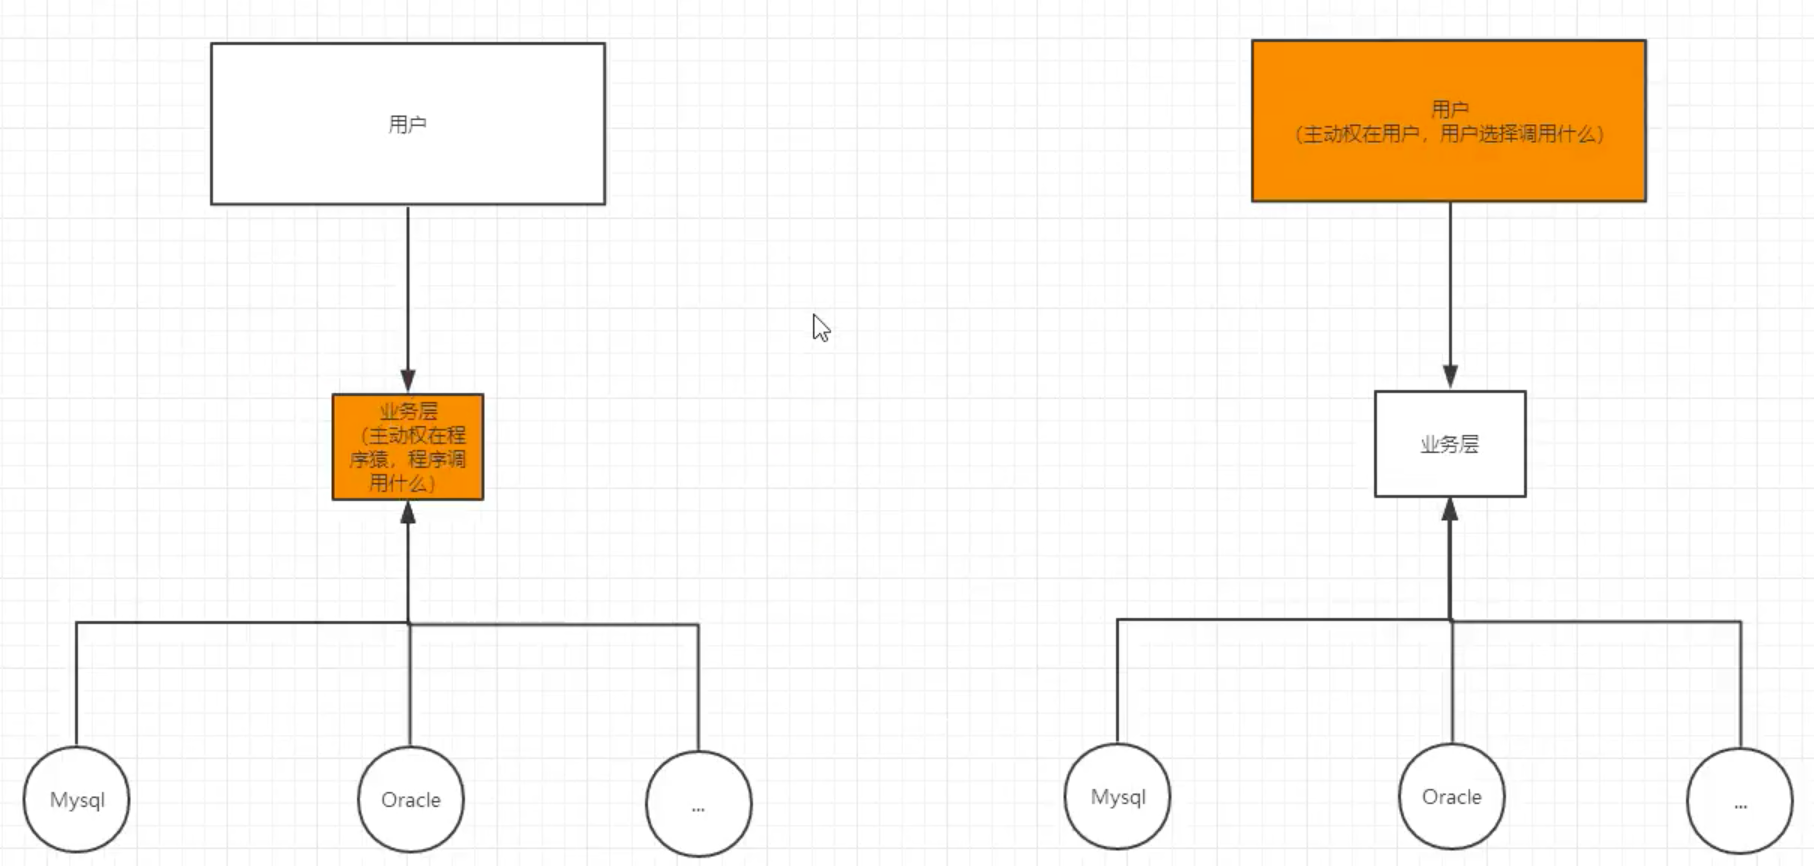 用户
业务层
（主动权在程
序猿，程序调
用什么）
Mysql
Oracle
...
用户
（主动权在用户，用户选择调用什么）
业务层
Mysql
Oracle
...